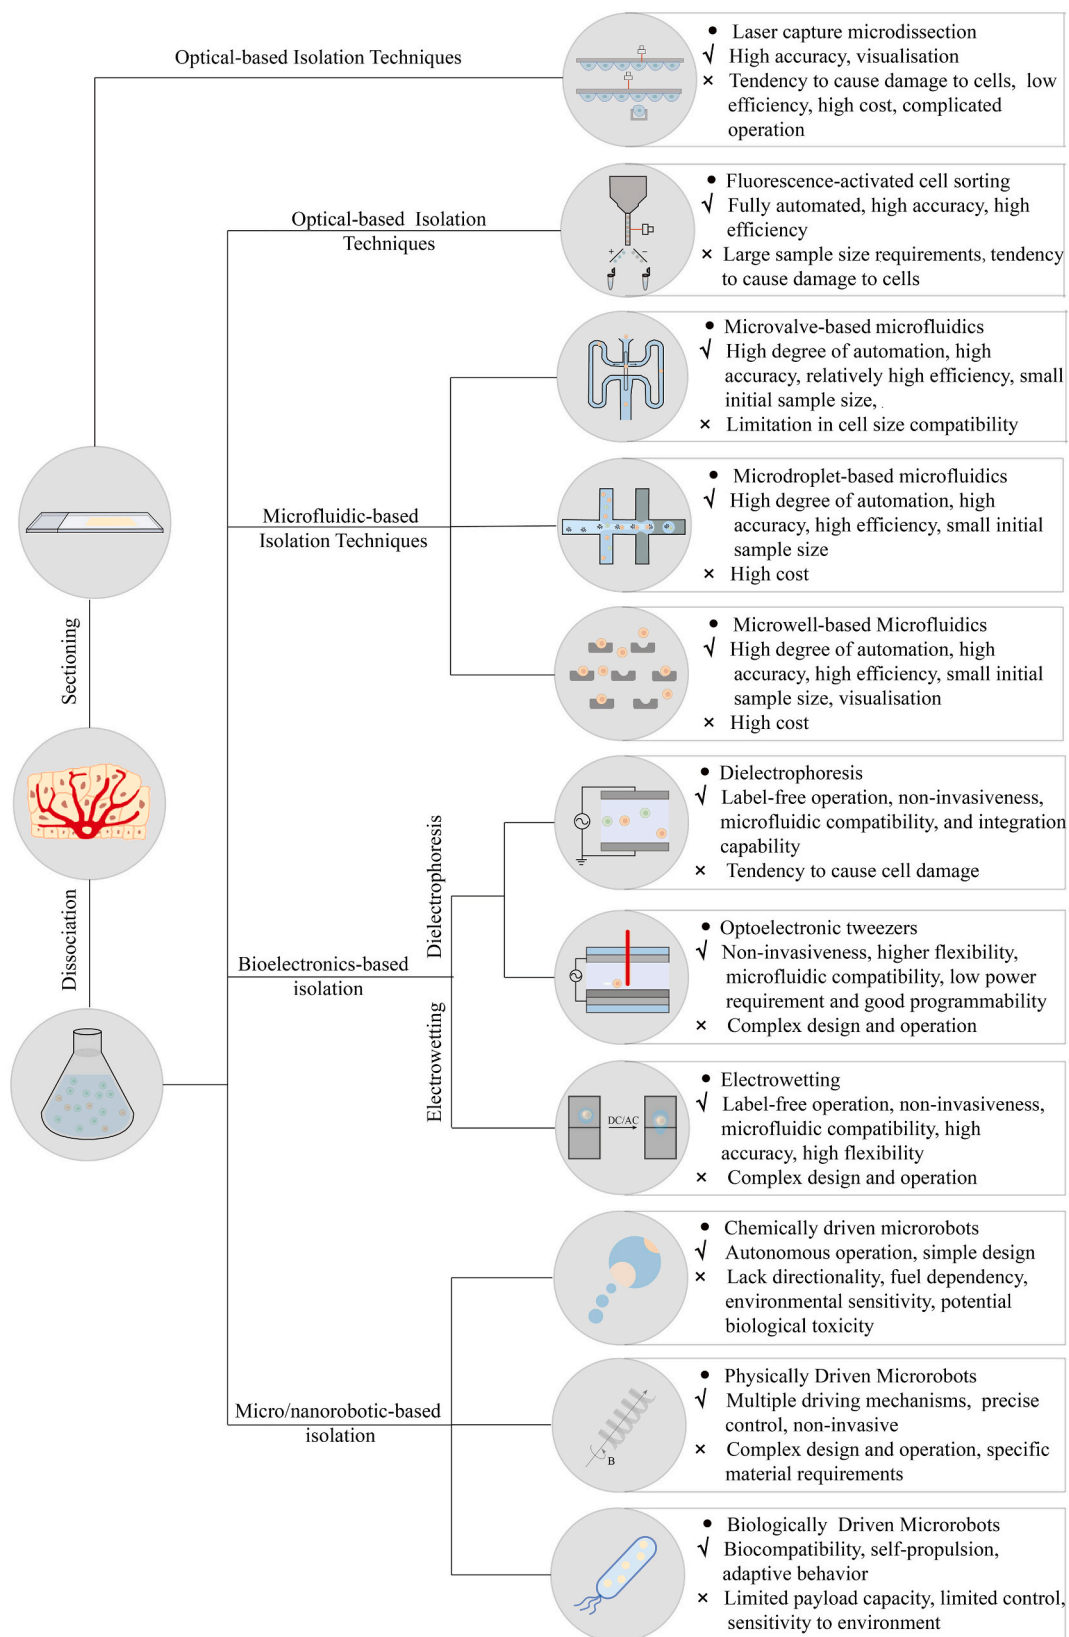 Optical-based Isolation Techniques
• Laser capture microdissection
√ High accuracy, visualisation
× Tendency to cause damage to cells, low
efficiency, high cost, complicated
operation
Optical-based Isolation
Techniques
• Fluorescence-activated cell sorting
√ Fully automated, high accuracy, high
efficiency
× Large sample size requirements, tendency
to cause damage to cells
+ −
• Microvalve-based microfluidics
√ High degree of automation, high
accuracy, relatively high efficiency, small
initial sample size,
× Limitation in cell size compatibility
Microfluidic-based
Isolation Techniques
• Microdroplet-based microfluidics
√ High degree of automation, high
accuracy, high efficiency, small initial
sample size
× High cost
• Microwell-based Microfluidics
√ High degree of automation, high
accuracy, high efficiency, small initial
sample size, visualisation
× High cost
Sectioning
Dissociation
Bioelectronics-based
isolation
Dielectrophoresis
Electrowetting
• Dielectrophoresis
√ Label-free operation, non-invasiveness,
microfluidic compatibility, and integration
capability
× Tendency to cause cell damage
• Optoelectronic tweezers
√ Non-invasiveness, higher flexibility,
microfluidic compatibility, low power
requirement and good programmability
× Complex design and operation
DC/AC
• Electrowetting
√ Label-free operation, non-invasiveness,
microfluidic compatibility, high
accuracy, high flexibility
× Complex design and operation
Micro/nanorobotic-based
isolation
• Chemically driven microrobots
√ Autonomous operation, simple design
× Lack directionality, fuel dependency,
environmental sensitivity, potential
biological toxicity
B
• Physically Driven Microrobots
√ Multiple driving mechanisms, precise
control, non-invasive
× Complex design and operation, specific
material requirements
• Biologically Driven Microrobots
√ Biocompatibility, self-propulsion,
adaptive behavior
× Limited payload capacity, limited control,
sensitivity to environment